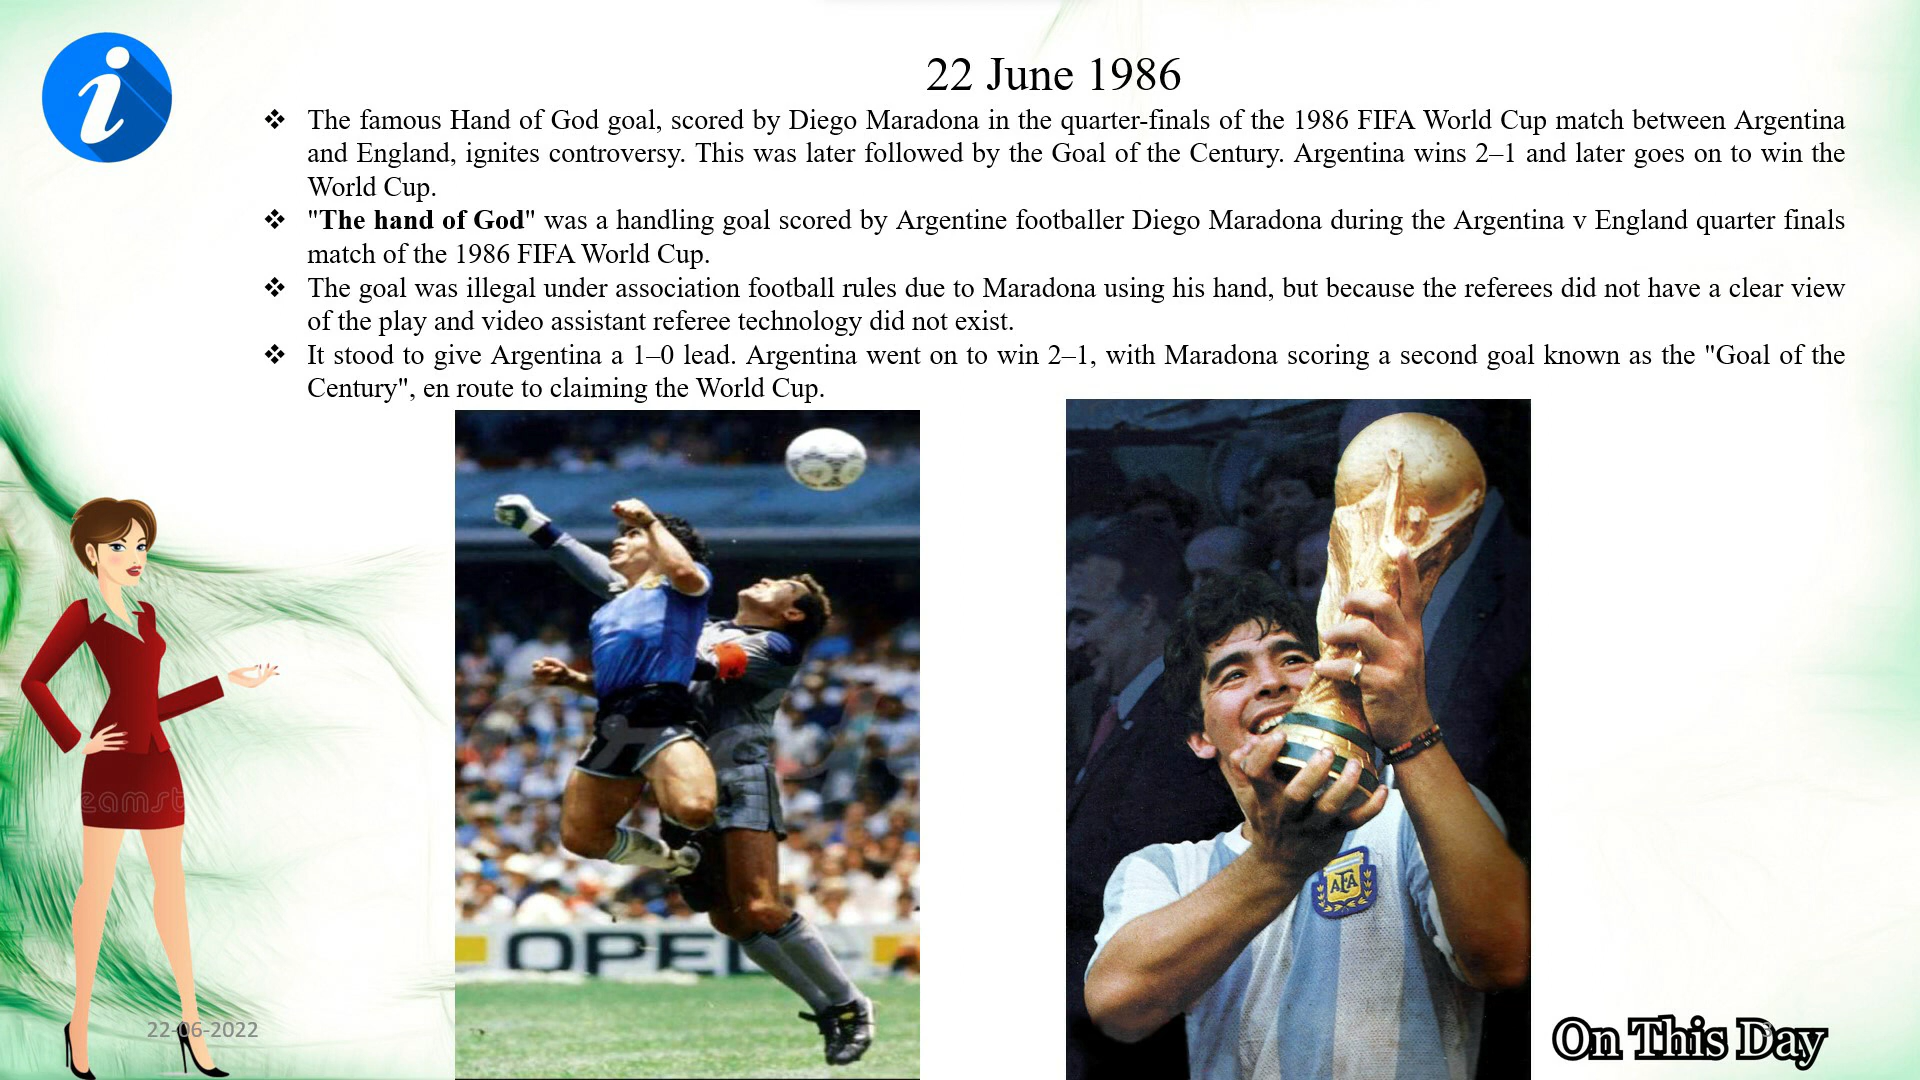 22 June 1986
❖ The famous Hand of God goal, scored by Diego Maradona in the quarter-finals of the 1986 FIFA World Cup match between Argentina
and England, ignites controversy. This was later followed by the Goal of the Century. Argentina wins 2–1 and later goes on to win the
World Cup.
❖ "The hand of God" was a handling goal scored by Argentine footballer Diego Maradona during the Argentina v England quarter finals
match of the 1986 FIFA World Cup.
❖ The goal was illegal under association football rules due to Maradona using his hand, but because the referees did not have a clear view
of the play and video assistant referee technology did not exist.
❖ It stood to give Argentina a 1–0 lead. Argentina went on to win 2–1, with Maradona scoring a second goal known as the "Goal of the
Century", en route to claiming the World Cup.
OPEL
AFA
22-06-2022
3
On This Day